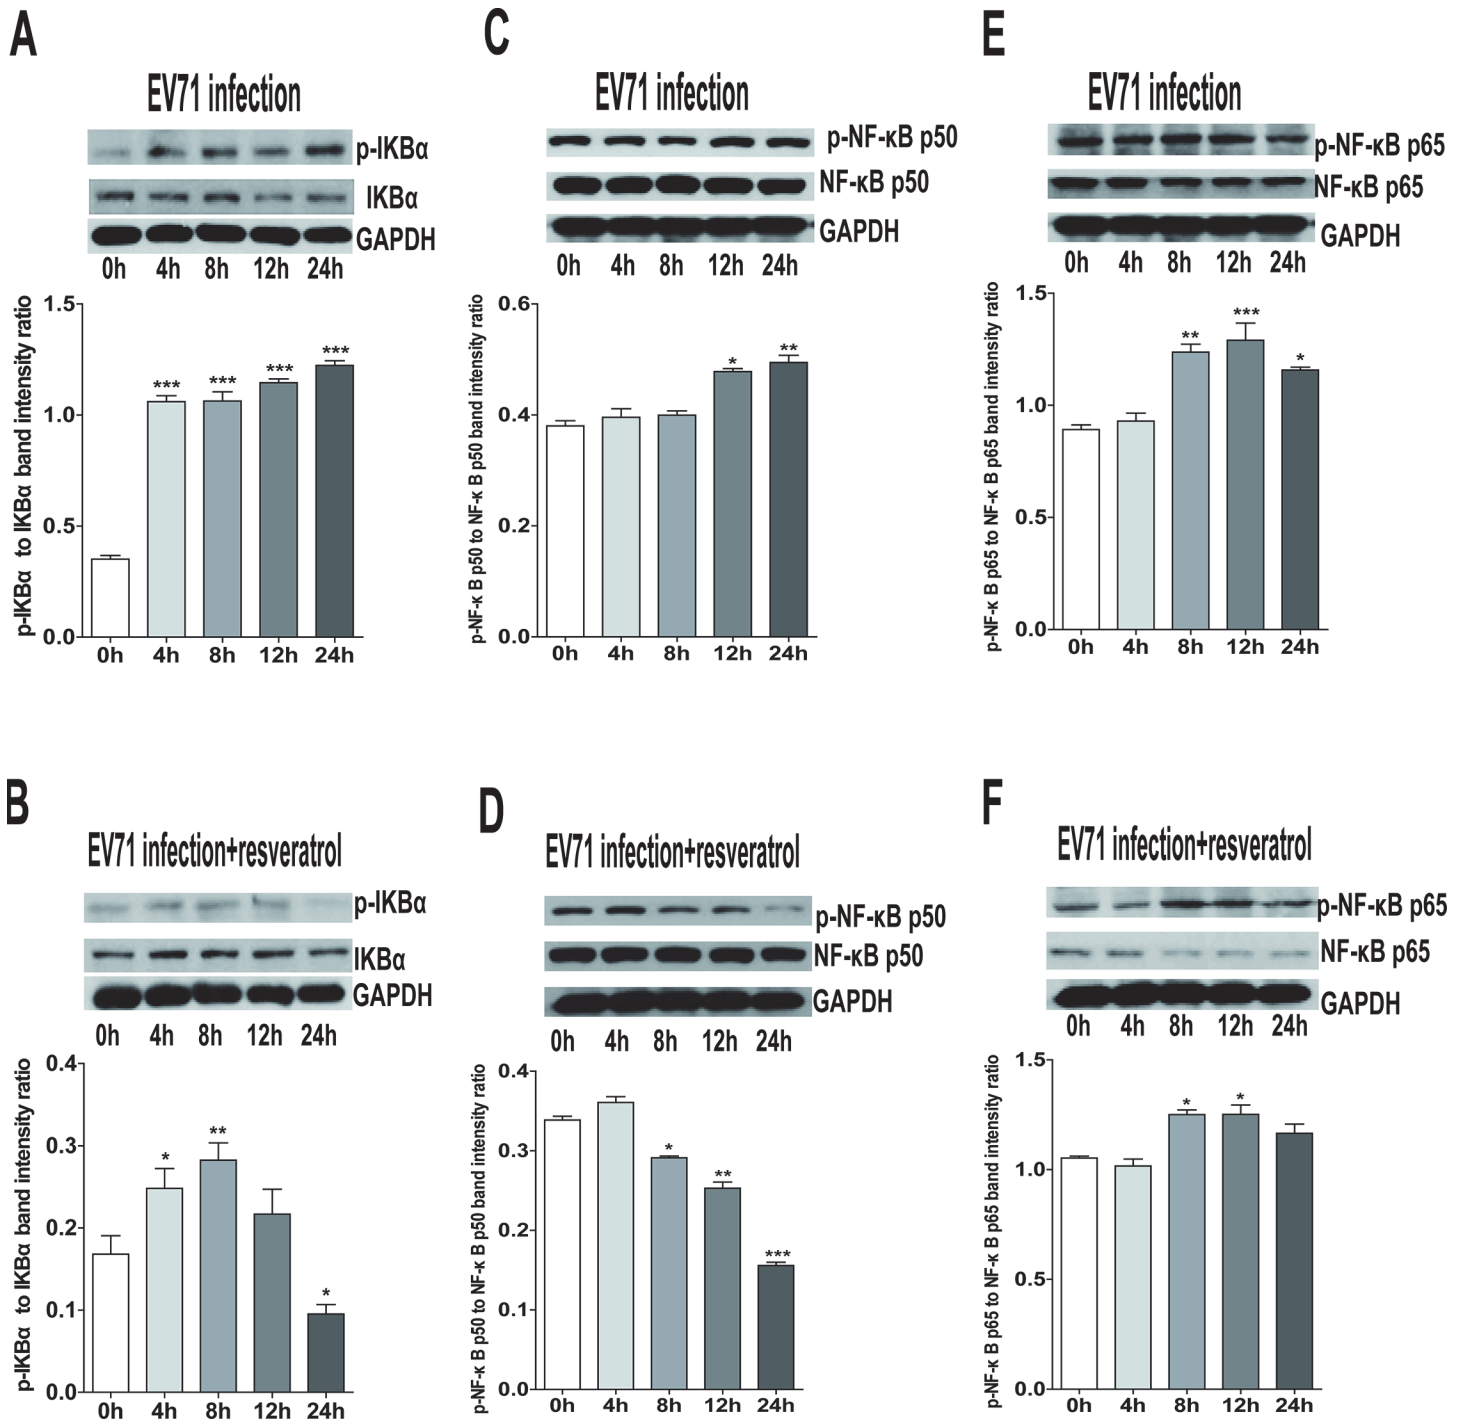 A
EV71 infection
p-IKBα
IKBα
GAPDH
0h 4h 8h 12h 24h
p-IKBα to IKBα band intensity ratio
1.5
1.0
0.5
0.0
*** *** *** ***
0h 4h 8h 12h 24h
C
EV71 infection
p-NF-κB p50
NF-κB p50
GAPDH
0h 4h 8h 12h 24h
p-NF-κ B p50 to NF-κ B p50 band intensity ratio
0.6
0.4
0.2
0.0
* **
0h 4h 8h 12h 24h
E
EV71 infection
p-NF-κB p65
NF-κB p65
GAPDH
0h 4h 8h 12h 24h
p-NF-κ B p65 to NF-κ B p65 band intensity ratio
1.5
1.0
0.5
0.0
** *** *
0h 4h 8h 12h 24h
B
EV71 infection+resveratrol
p-IKBα
IKBα
GAPDH
0h 4h 8h 12h 24h
p-IKBα to IKBα band intensity ratio
0.4
0.3
0.2
0.1
0.0
* ** *
0h 4h 8h 12h 24h
D
EV71 infection+resveratrol
p-NF-κB p50
NF-κB p50
GAPDH
0h 4h 8h 12h 24h
p-NF-κ B p50 to NF-κ B p50 band intensity ratio
0.4
0.3
0.2
0.1
0.0
* ** ***
0h 4h 8h 12h 24h
F
EV71 infection+resveratrol
p-NF-κB p65
NF-κB p65
GAPDH
0h 4h 8h 12h 24h
p-NF-κ B p65 to NF-κ B p65 band intensity ratio
1.5
1.0
0.5
0.0
* *
0h 4h 8h 12h 24h